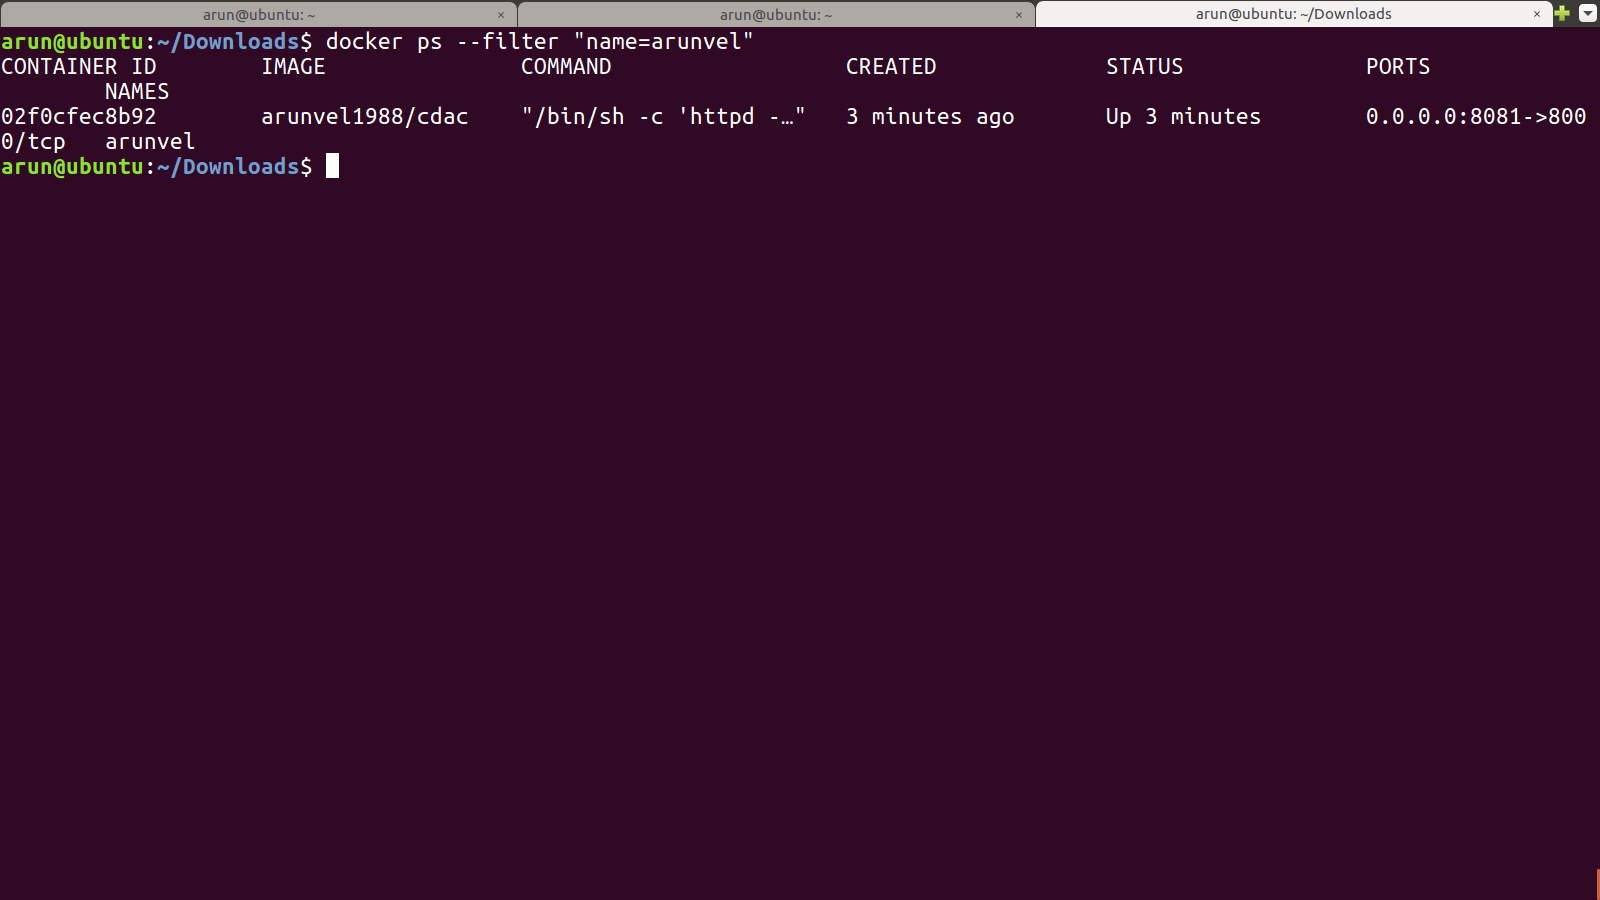 arun@ubuntu: ~ × arun@ubuntu: ~ × arun@ubuntu: ~/Downloads ×
arun@ubuntu:~/Downloads$ docker ps --filter "name=arunvel"
CONTAINER ID        IMAGE               COMMAND                  CREATED             STATUS              PORTS
        NAMES
02f0cfec8b92        arunvel1988/cdac    "/bin/sh -c 'httpd -…"   3 minutes ago       Up 3 minutes        0.0.0.0:8081->800
0/tcp   arunvel
arun@ubuntu:~/Downloads$